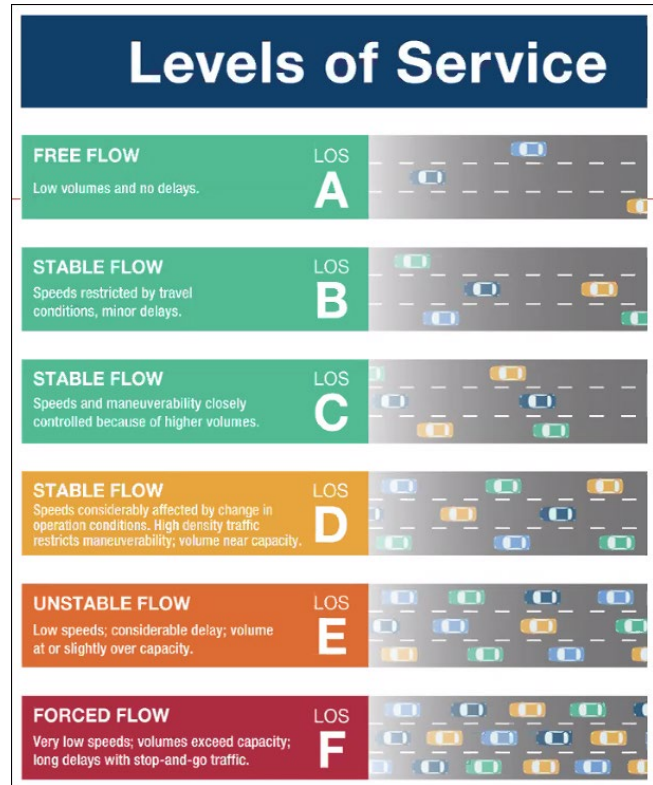 Levels of Service
FREE FLOW
Low volumes and no delays.
LOS
A
STABLE FLOW
Speeds restricted by travel
conditions, minor delays.
LOS
B
STABLE FLOW
Speeds and maneuverability closely
controlled because of higher volumes.
LOS
C
STABLE FLOW
Speeds considerably affected by change in
operation conditions. High density traffic
restricts maneuverability; volume near capacity.
LOS
D
UNSTABLE FLOW
Low speeds; considerable delay; volume
at or slightly over capacity.
LOS
E
FORCED FLOW
Very low speeds; volumes exceed capacity;
long delays with stop-and-go traffic.
LOS
F